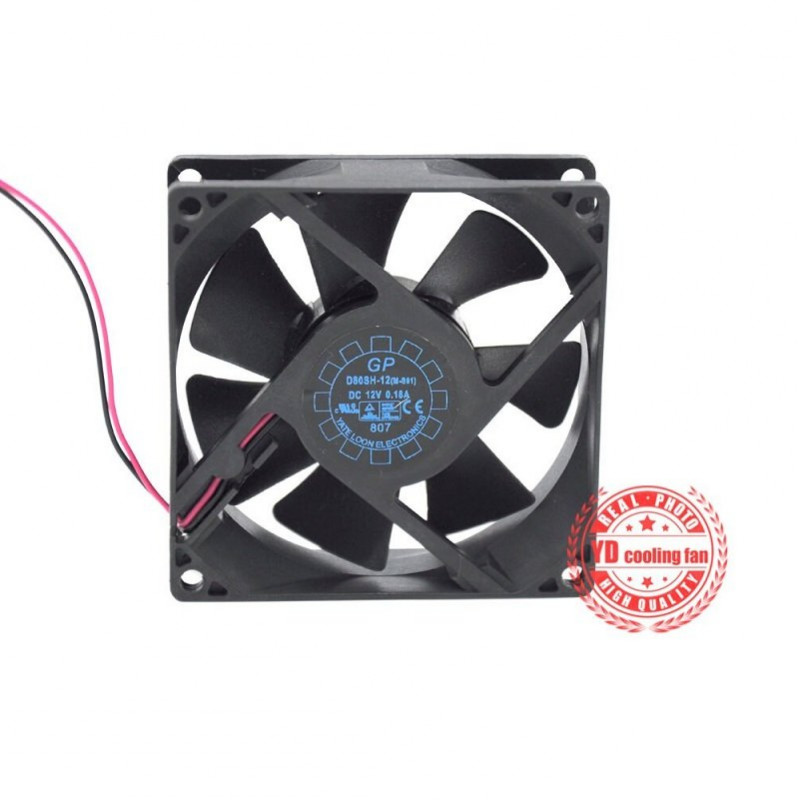 GP
D80SH-12(M-S01)
DC 12V 0.18A
CE
807
YATE LOON ELECTRONICS
REAL · PHOTO
YD cooling fan
HIGH QUALITY